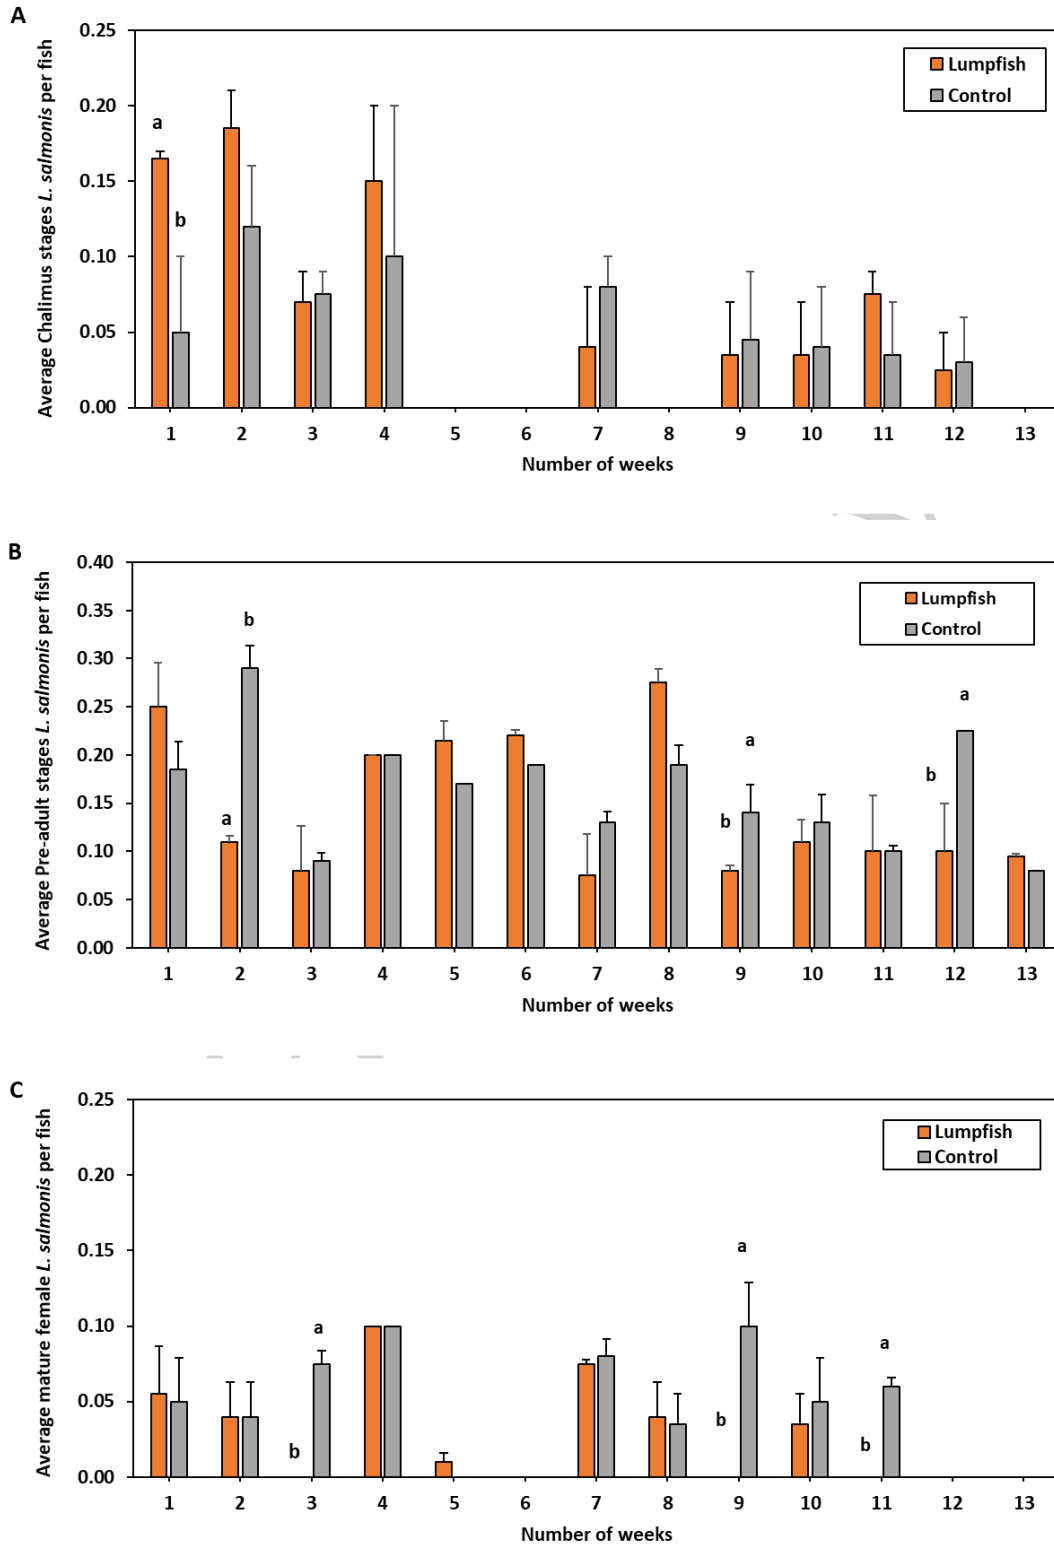 A
Average Chalimus stages L. salmonis per fish
0.25
0.20
0.15
0.10
0.05
0.00
Lumpfish
Control
a
b
1 2 3 4 5 6 7 8 9 10 11 12 13
Number of weeks
B
Average Pre-adult stages L. salmonis per fish
0.40
0.35
0.30
0.25
0.20
0.15
0.10
0.05
0.00
Lumpfish
Control
b
a
a
b
a
b
1 2 3 4 5 6 7 8 9 10 11 12 13
Number of weeks
C
Average mature female L. salmonis per fish
0.25
0.20
0.15
0.10
0.05
0.00
Lumpfish
Control
a
b
a
b
a
b
1 2 3 4 5 6 7 8 9 10 11 12 13
Number of weeks